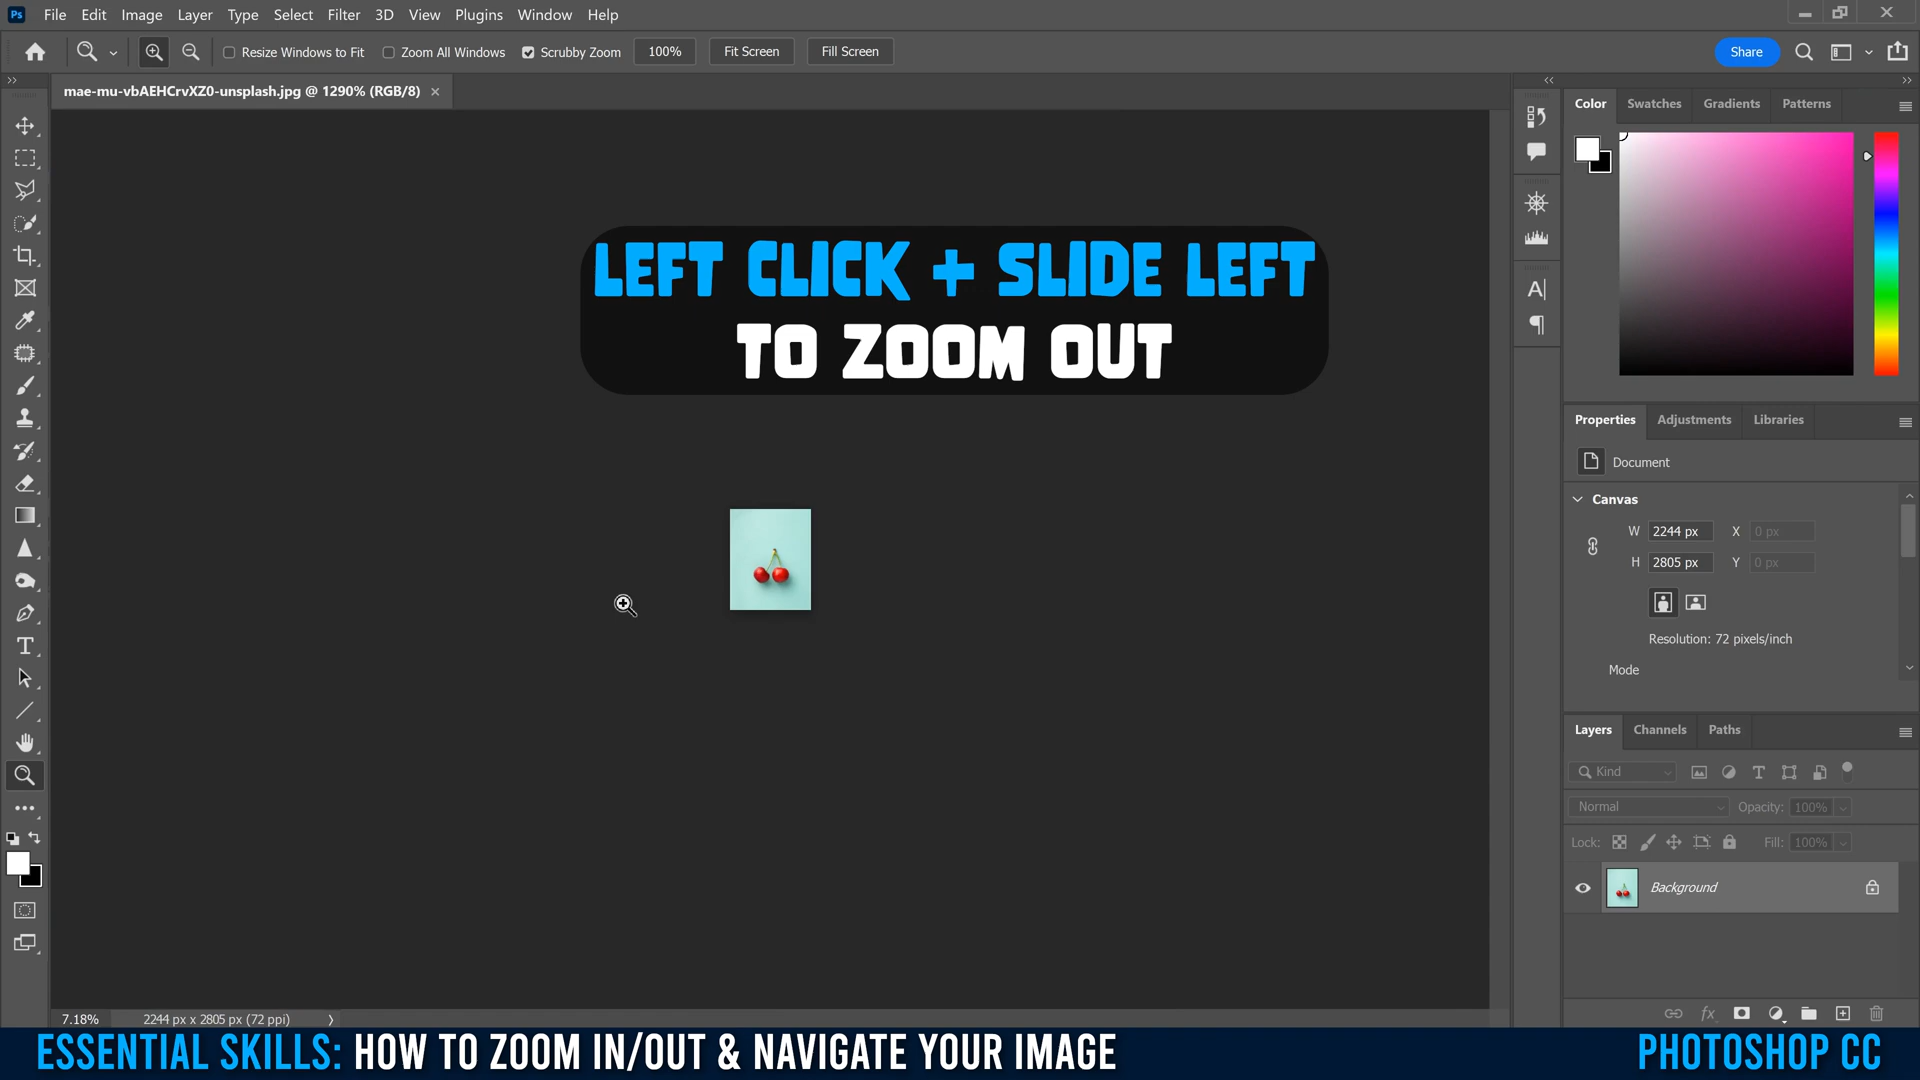 Ps File Edit Image Layer Type Select Filter 3D View Plugins Window Help
Resize Windows to Fit Zoom All Windows Scrubby Zoom 100% Fit Screen Fill Screen Share
mae-mu-vbAEHCrvXZ0-unsplash.jpg @ 1290% (RGB/8) ×
Color Swatches Gradients Patterns
LEFT CLICK + SLIDE LEFT
TO ZOOM OUT
Properties Adjustments Libraries
Document
Canvas
W 2244 px X 0 px
H 2805 px Y 0 px
Resolution: 72 pixels/inch
Mode
Layers Channels Paths
Kind
Normal Opacity: 100%
Lock: Fill: 100%
Background
7.18% 2244 px x 2805 px (72 ppi)
ESSENTIAL SKILLS: HOW TO ZOOM IN/OUT & NAVIGATE YOUR IMAGE PHOTOSHOP CC